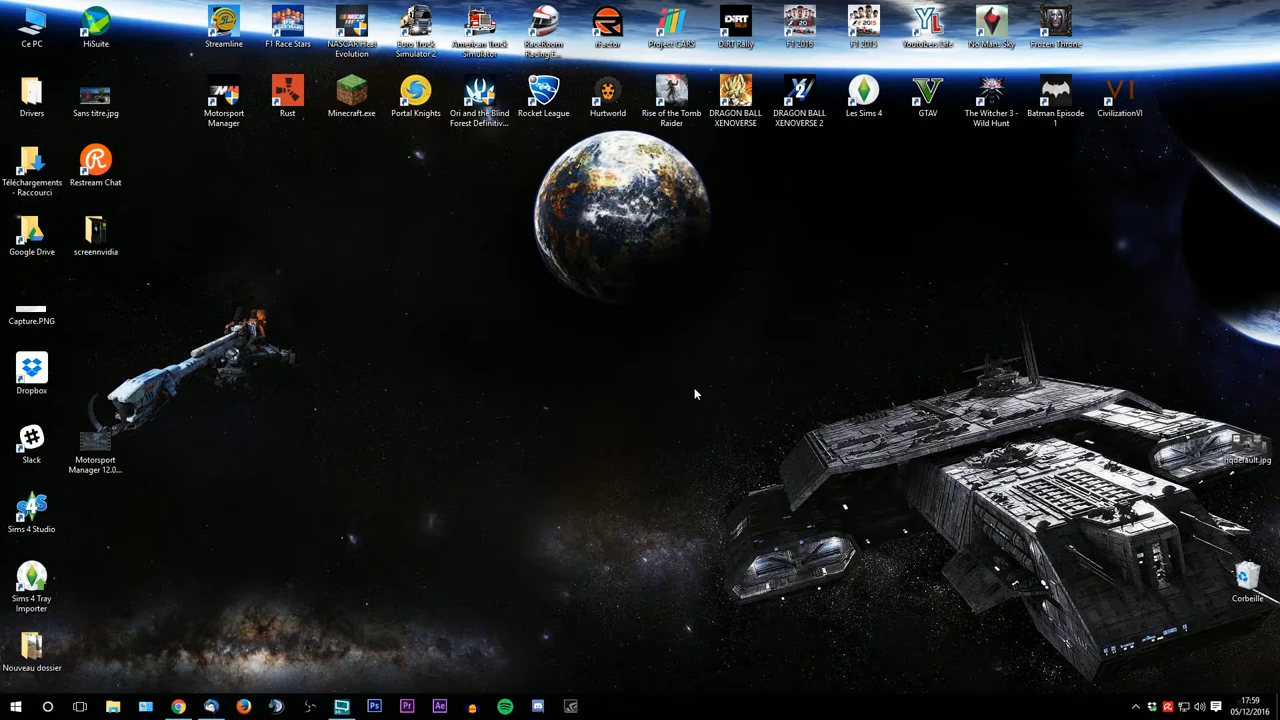 Ce PC
HiSuite
Streamline
F1 Race Stars
NASCAR Heat
Evolution
Euro Truck
Simulator 2
American Truck
Simulator
RaceRoom
Racing E...
rFactor
Project CARS
DiRT Rally
F1 2016
F1 2015
Youtubers Life
No Mans Sky
Frozen Throne
Drivers
Sans titre.jpg
Motorsport
Manager
Rust
Minecraft.exe
Portal Knights
Ori and the Blind
Forest Definitiv...
Rocket League
Hurtworld
Rise of the Tomb
Raider
DRAGON BALL
XENOVERSE
DRAGON BALL
XENOVERSE 2
Les Sims 4
GTAV
The Witcher 3 -
Wild Hunt
Batman Episode
1
CivilizationVI
Téléchargements
- Raccourci
Restream Chat
Google Drive
screennvidia
Capture.PNG
Dropbox
Slack
Motorsport
Manager 12.0...
hqdefault.jpg
Sims 4 Studio
Sims 4 Tray
Importer
Corbeille
Nouveau dossier
17:59
05/12/2016